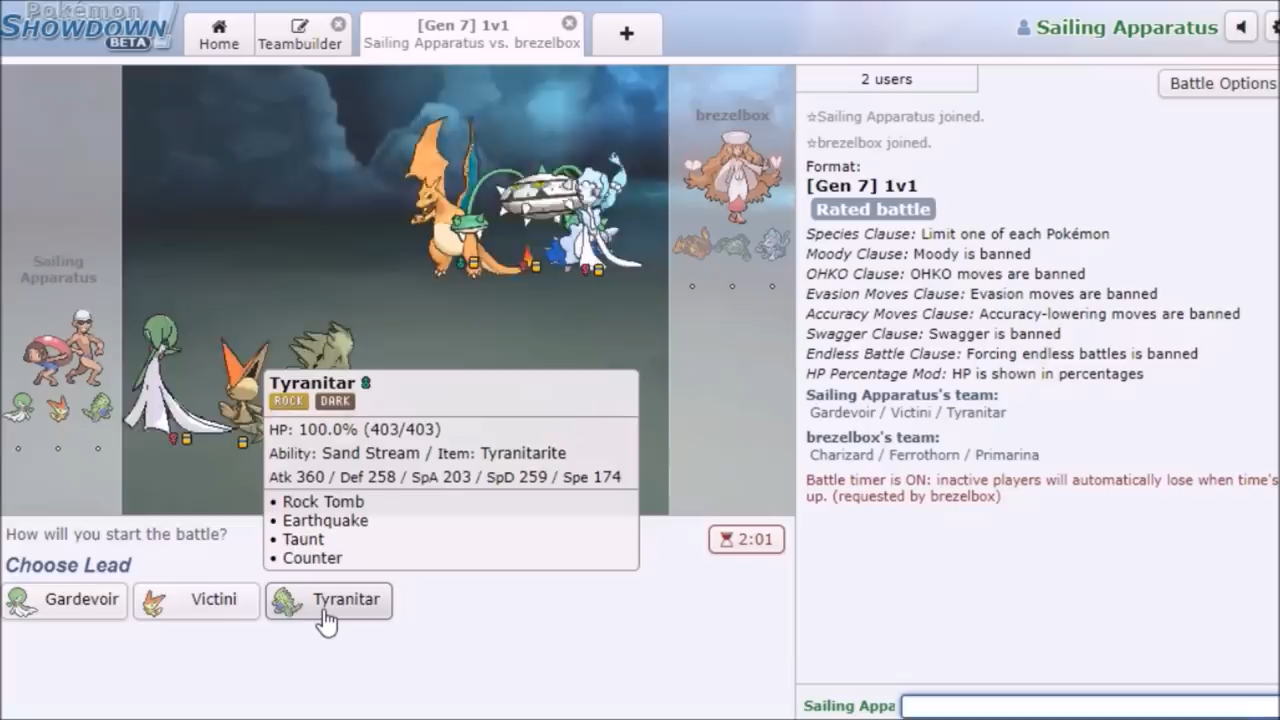 Pokémon
SHOWDOWN!
BETA
Home
Teambuilder
[Gen 7] 1v1
Sailing Apparatus vs. brezelbox
+
Sailing Apparatus
2 users
Battle Options
brezelbox
Sailing
Apparatus
☆Sailing Apparatus joined.
☆brezelbox joined.
Format:
[Gen 7] 1v1
Rated battle
Species Clause: Limit one of each Pokémon
Moody Clause: Moody is banned
OHKO Clause: OHKO moves are banned
Evasion Moves Clause: Evasion moves are banned
Accuracy Moves Clause: Accuracy-lowering moves are banned
Swagger Clause: Swagger is banned
Endless Battle Clause: Forcing endless battles is banned
HP Percentage Mod: HP is shown in percentages
Sailing Apparatus's team:
Gardevoir / Victini / Tyranitar
brezelbox's team:
Charizard / Ferrothorn / Primarina
Battle timer is ON: inactive players will automatically lose when time's
up. (requested by brezelbox)
Tyranitar
ROCK DARK
HP: 100.0% (403/403)
Ability: Sand Stream / Item: Tyranitarite
Atk 360 / Def 258 / SpA 203 / SpD 259 / Spe 174
• Rock Tomb
• Earthquake
• Taunt
• Counter
How will you start the battle?
2:01
Choose Lead
Gardevoir
Victini
Tyranitar
Sailing Appa